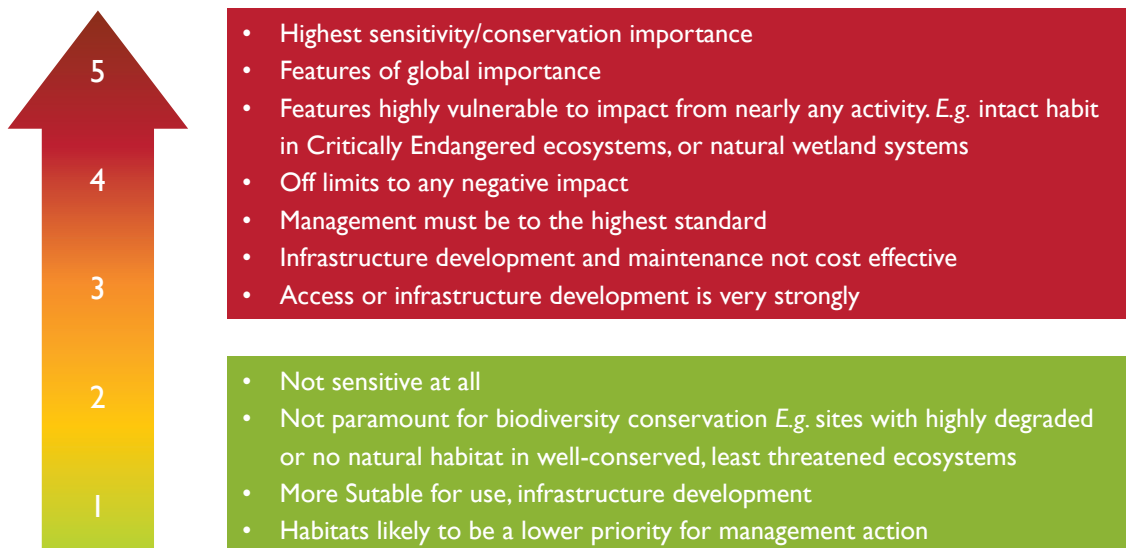 5
4
3
2
1
• Highest sensitivity/conservation importance
• Features of global importance
• Features highly vulnerable to impact from nearly any activity. E.g. intact habit
in Critically Endangered ecosystems, or natural wetland systems
• Off limits to any negative impact
• Management must be to the highest standard
• Infrastructure development and maintenance not cost effective
• Access or infrastructure development is very strongly
• Not sensitive at all
• Not paramount for biodiversity conservation E.g. sites with highly degraded
or no natural habitat in well-conserved, least threatened ecosystems
• More Sutable for use, infrastructure development
• Habitats likely to be a lower priority for management action